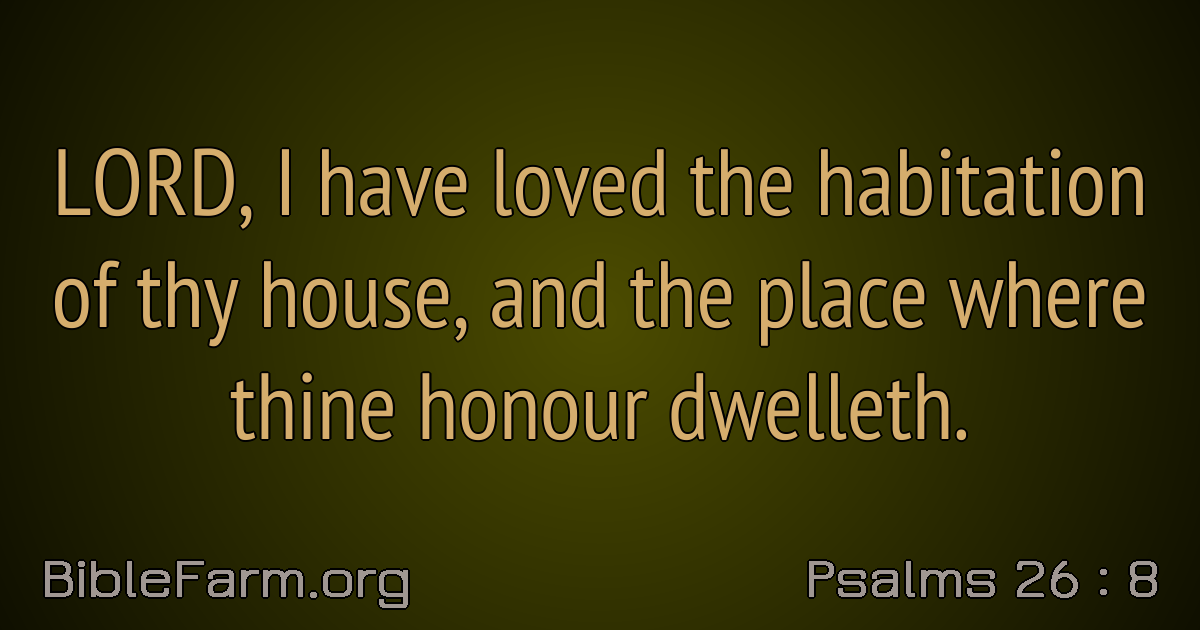 LORD, I have loved the habitation
of thy house, and the place where
thine honour dwelleth.
BibleFarm.org
Psalms 26 : 8